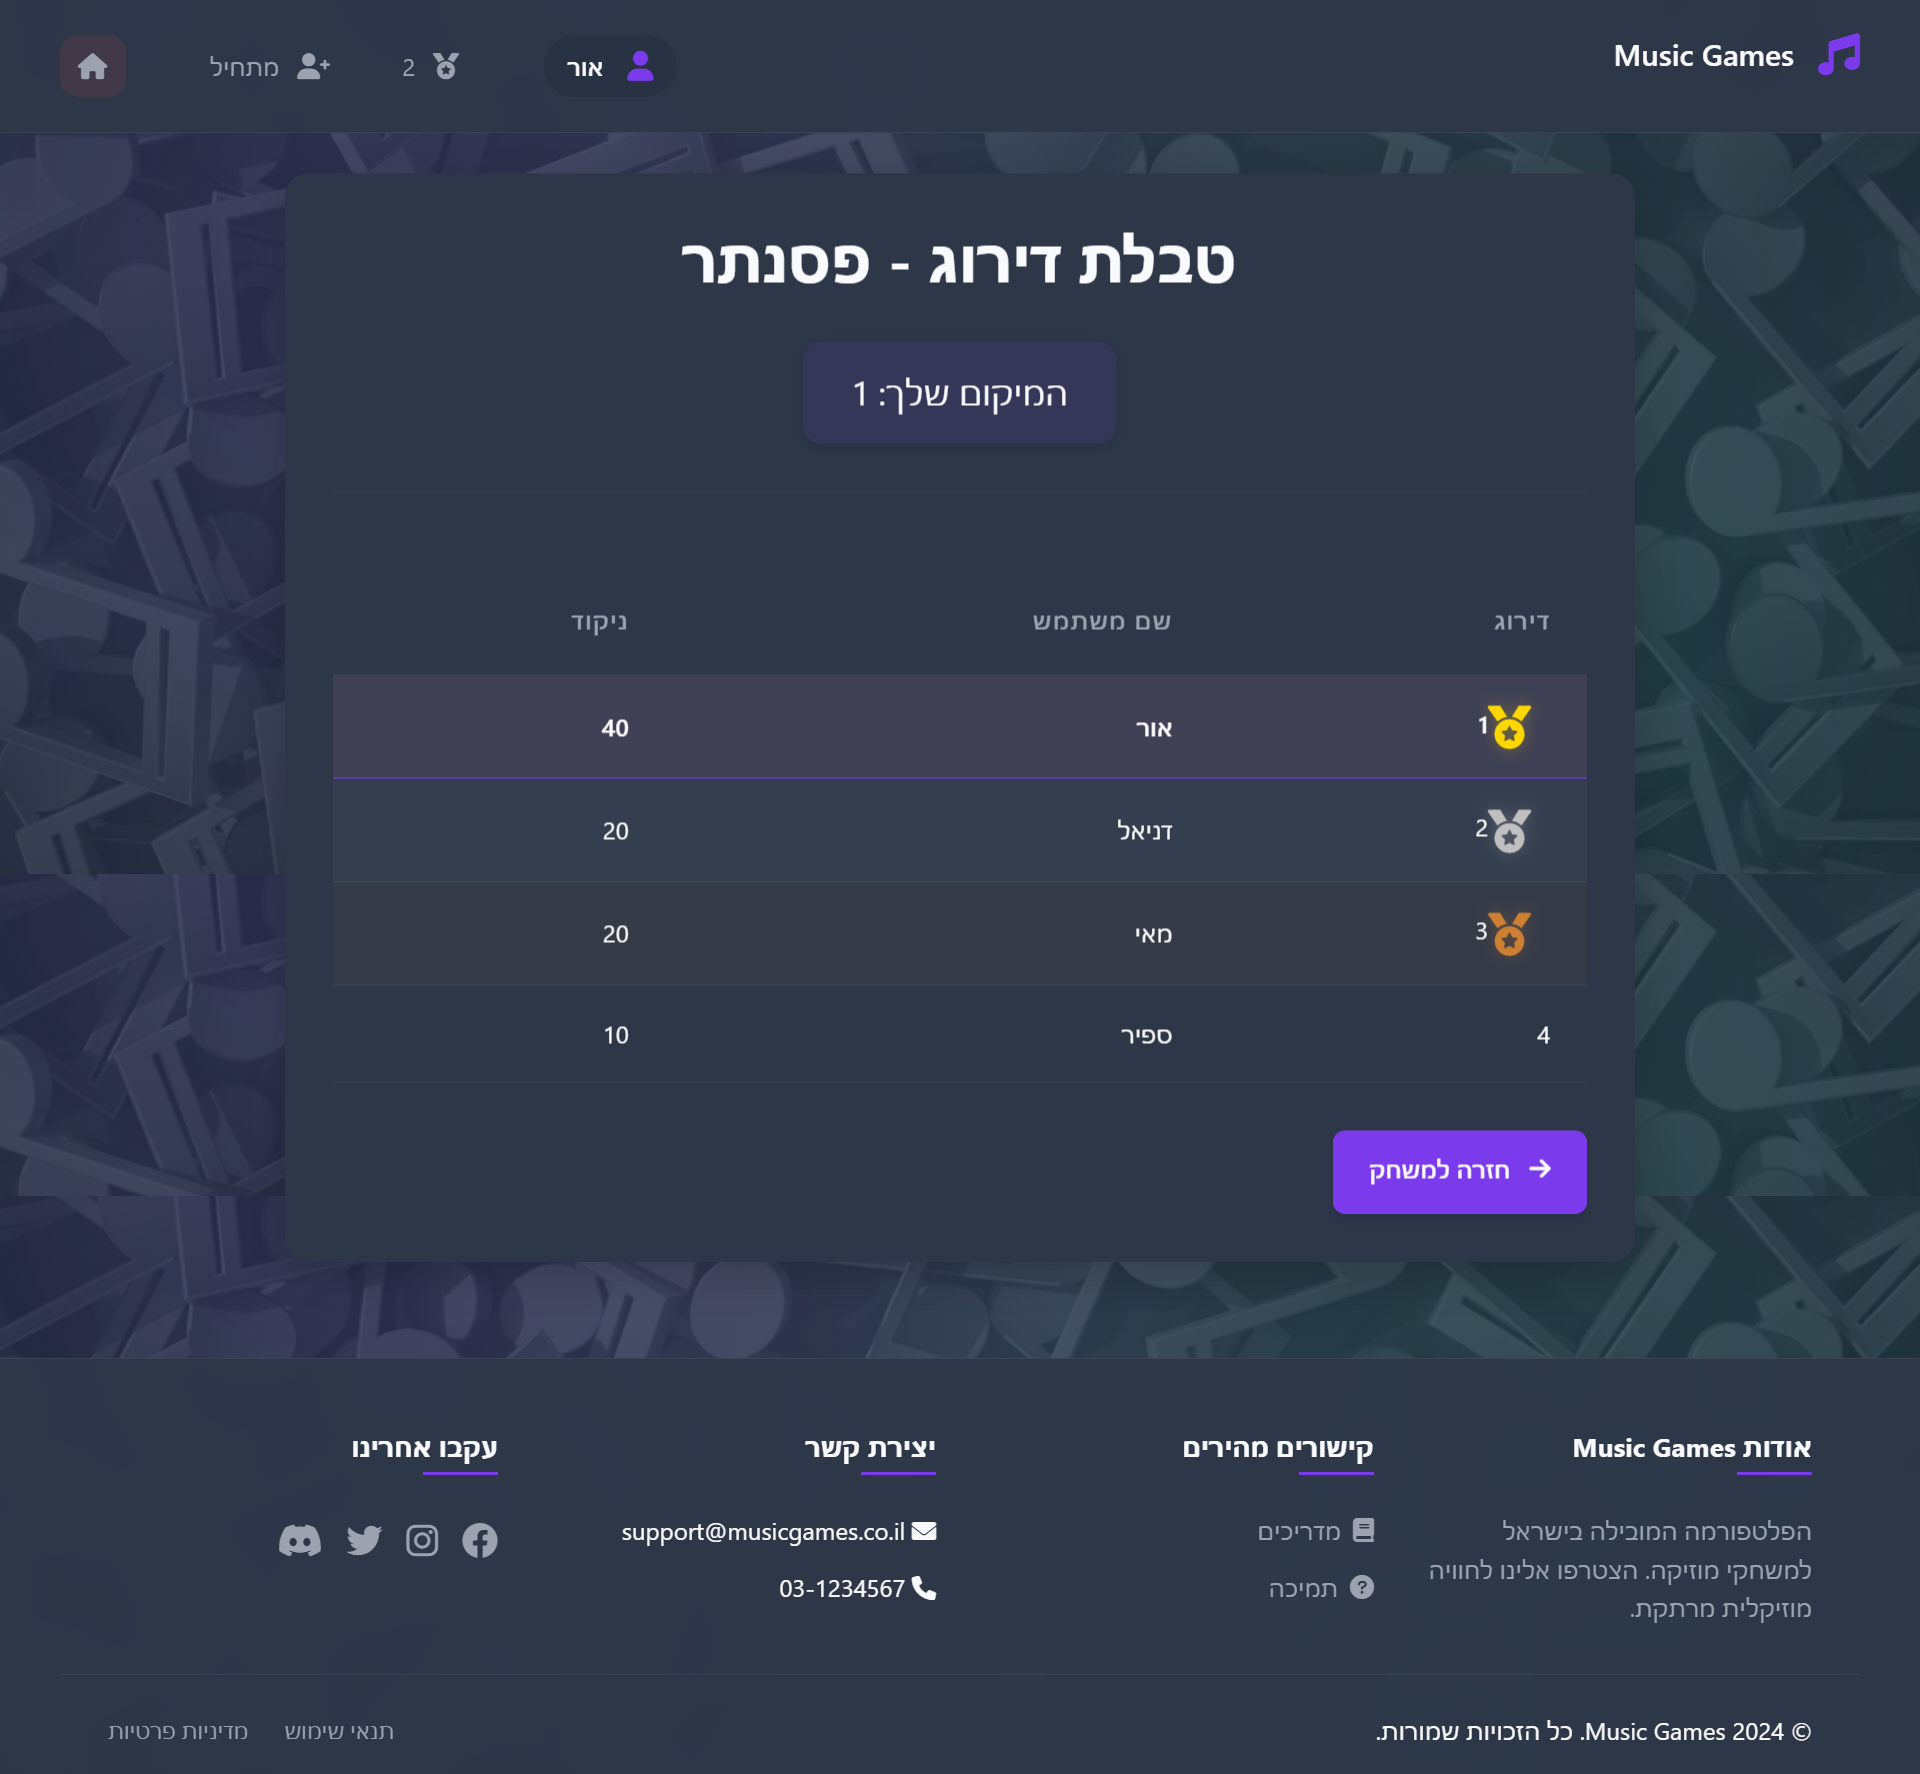 Music Games
אור
2
מתחיל
טבלת דירוג - פסנתר
המיקום שלך: 1
דירוג שם משתמש ניקוד
1 אור 40
2 דניאל 20
3 מאי 20
4 ספיר 10
חזרה למשחק
אודות Music Games
הפלטפורמה המובילה בישראל
למשחקי מוזיקה. הצטרפו אלינו לחוויה
מוזיקלית מרתקת.
קישורים מהירים
מדריכים
תמיכה
יצירת קשר
support@musicgames.co.il
03-1234567
עקבו אחרינו
© 2024 Music Games. כל הזכויות שמורות.
תנאי שימוש
מדיניות פרטיות